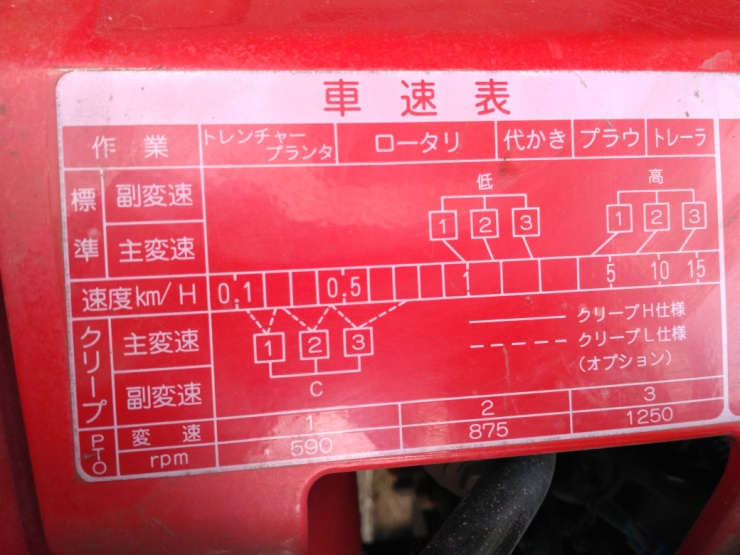 車速表
作業 トレンチャープランタ ロータリ 代かき プラウ トレーラ
標準 副変速 低 高
主変速 1 2 3 1 2 3
速度km/H 0.1 0.5 1 5 10 15
クリープH仕様
クリープ 主変速 1 2 3 クリープL仕様
(オプション)
副変速 C
PTO 変速 1 2 3
rpm 590 875 1250